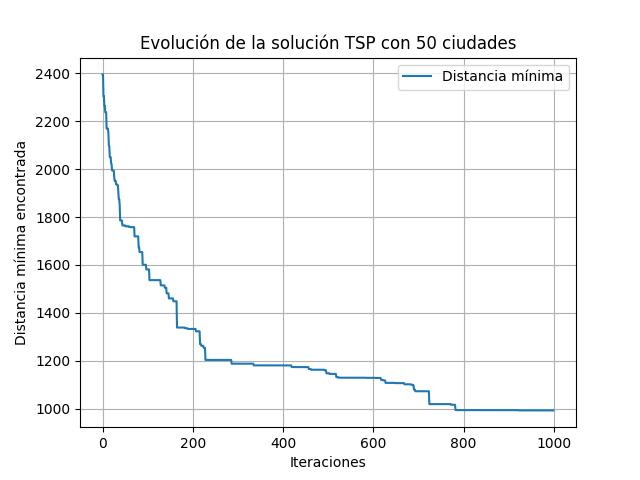 Evolución de la solución TSP con 50 ciudades
Distancia mínima
2400
2200
2000
1800
1600
1400
1200
1000
Distancia mínima encontrada
0 200 400 600 800 1000
Iteraciones